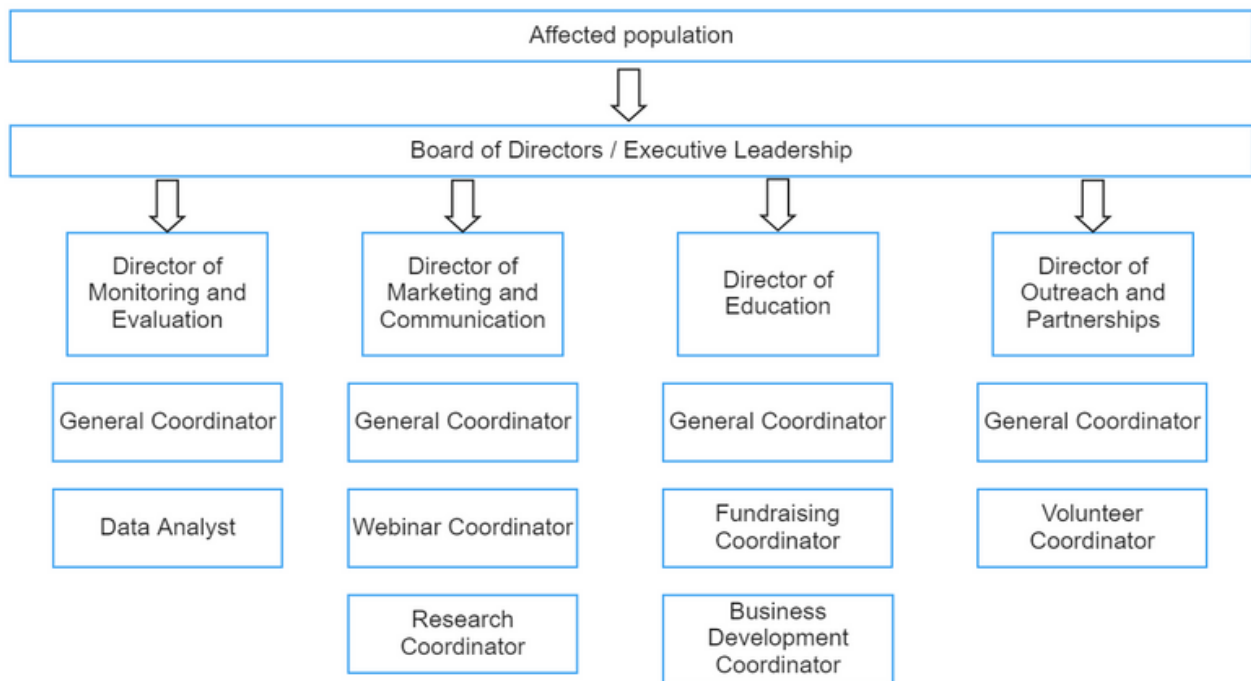 Affected population
Board of Directors / Executive Leadership
Director of
Monitoring and
Evaluation
Director of
Marketing and
Communication
Director of
Education
Director of
Outreach and
Partnerships
General Coordinator
General Coordinator
General Coordinator
General Coordinator
Data Analyst
Webinar Coordinator
Fundraising
Coordinator
Volunteer
Coordinator
Research
Coordinator
Business
Development
Coordinator